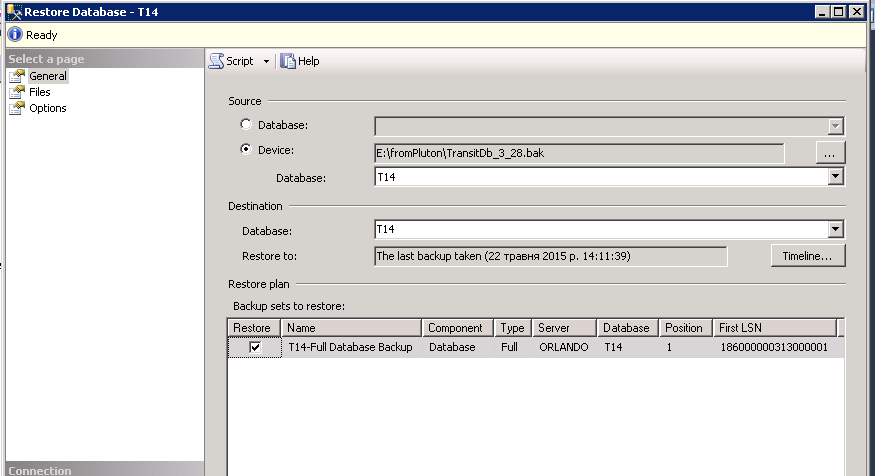 Restore Database - T14
Ready
Select a page
General
Files
Options
Script Help
Source
Database:
Device: E:\fromPluton\TransitDb_3_28.bak ...
Database: T14
Destination
Database: T14
Restore to: The last backup taken (22 травня 2015 р. 14:11:39) Timeline...
Restore plan
Backup sets to restore:
Restore Name Component Type Server Database Position First LSN
T14-Full Database Backup Database Full ORLANDO T14 1 186000000313000001
Connection